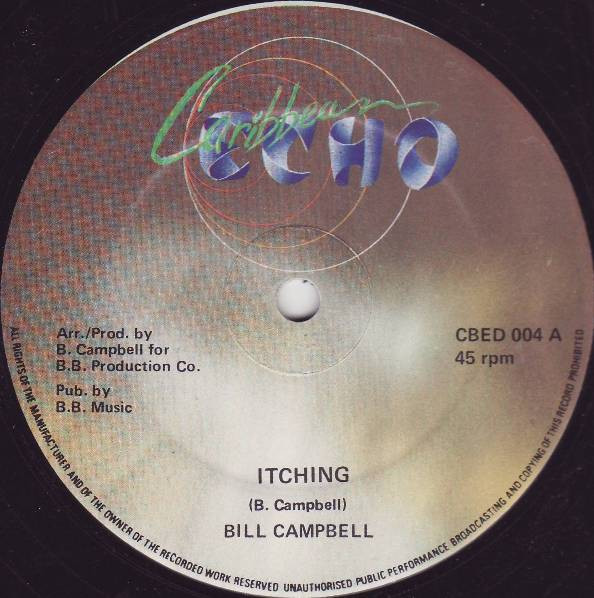 Caribbean
ECHO
Arr./Prod. by
B. Campbell for
B.B. Production Co.
Pub. by
B.B. Music
CBED 004 A
45 rpm
ITCHING
(B. Campbell)
BILL CAMPBELL
ALL RIGHTS OF THE MANUFACTURER AND OF THE OWNER OF THE RECORDED WORK RESERVED UNAUTHORISED PUBLIC PERFORMANCE BROADCASTING AND COPYING OF THIS RECORD PROHIBITED